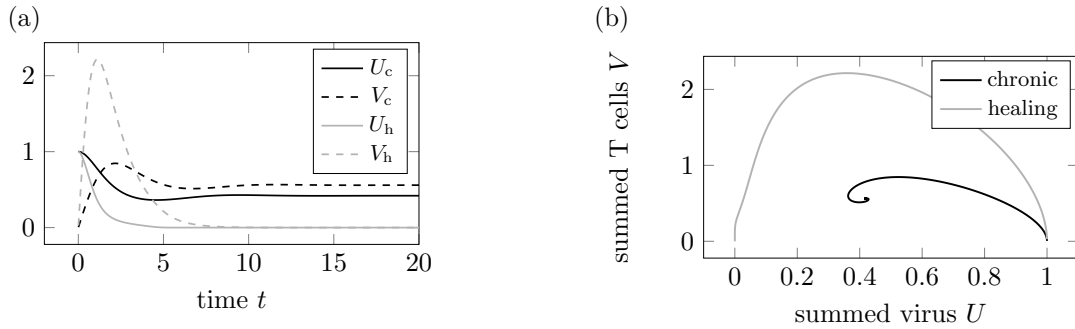 (a)
2
1
0
0
5
10
15
20
time t
U_c
V_c
U_h
V_h
(b)
summed T cells V
2
1
0
0
0.2
0.4
0.6
0.8
1
summed virus U
chronic
healing